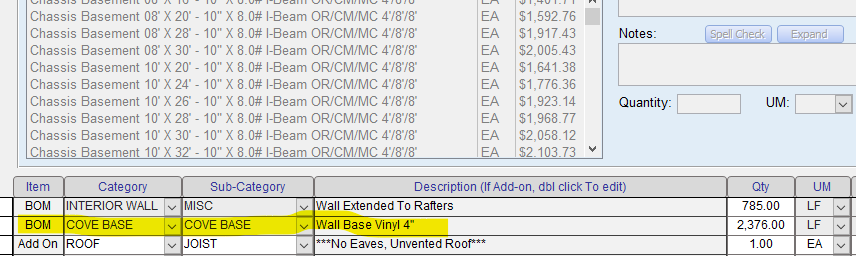 Chassis Basement 08' X 20' - 10" X 8.0# I-Beam OR/CM/MC 4'/8'/8' EA $1,592.76
Chassis Basement 08' X 28' - 10" X 8.0# I-Beam OR/CM/MC 4'/8'/8' EA $1,917.43
Chassis Basement 08' X 30' - 10" X 8.0# I-Beam OR/CM/MC 4'/8'/8' EA $2,005.43
Chassis Basement 10' X 20' - 10" X 8.0# I-Beam OR/CM/MC 4'/8'/8' EA $1,641.38
Chassis Basement 10' X 24' - 10" X 8.0# I-Beam OR/CM/MC 4'/8'/8' EA $1,776.36
Chassis Basement 10' X 26' - 10" X 8.0# I-Beam OR/CM/MC 4'/8'/8' EA $1,923.14
Chassis Basement 10' X 28' - 10" X 8.0# I-Beam OR/CM/MC 4'/8'/8' EA $1,968.77
Chassis Basement 10' X 30' - 10" X 8.0# I-Beam OR/CM/MC 4'/8'/8' EA $2,058.12
Chassis Basement 10' X 32' - 10" X 8.0# I-Beam OR/CM/MC 4'/8'/8' EA $2,103.73
Notes: Spell Check Expand
Quantity: UM:
Item Category Sub-Category Description (If Add-on, dbl click To edit) Qty UM
BOM INTERIOR WALL MISC Wall Extended To Rafters 785.00 LF
BOM COVE BASE COVE BASE Wall Base Vinyl 4" 2,376.00 LF
Add On ROOF JOIST ***No Eaves, Unvented Roof*** 1.00 EA